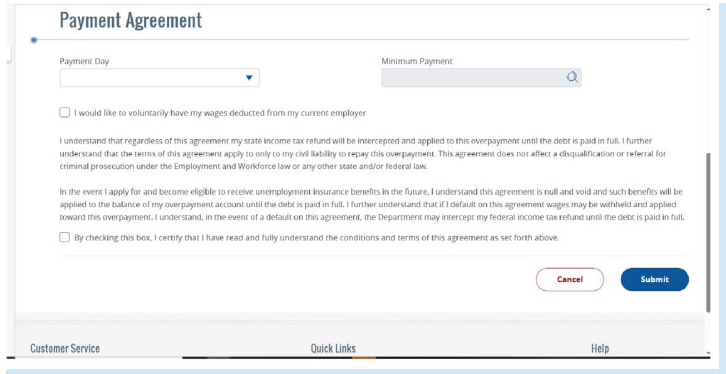 Payment Agreement
Payment Day
Minimum Payment
I would like to voluntarily have my wages deducted from my current employer
I understand that regardless of this agreement my state income tax refund will be intercepted and applied to this overpayment until the debt is paid in full. I further
understand that the terms of this agreement apply to only to my civil liability to repay this overpayment. This agreement does not affect a disqualification or referral for
criminal prosecution under the Employment and Workforce law or any other state and/or federal law.
In the event I apply for and become eligible to receive unemployment insurance benefits in the future, I understand this agreement is null and void and such benefits will be
applied to the balance of my overpayment account until the debt is paid in full. I further understand that if I default on this agreement wages may be withheld and applied
toward this overpayment. I understand, in the event of a default on this agreement, the Department may intercept my federal income tax refund until the debt is paid in full.
By checking this box, I certify that I have read and fully understand the conditions and terms of this agreement as set forth above.
Cancel
Submit
Customer Service
Quick Links
Help